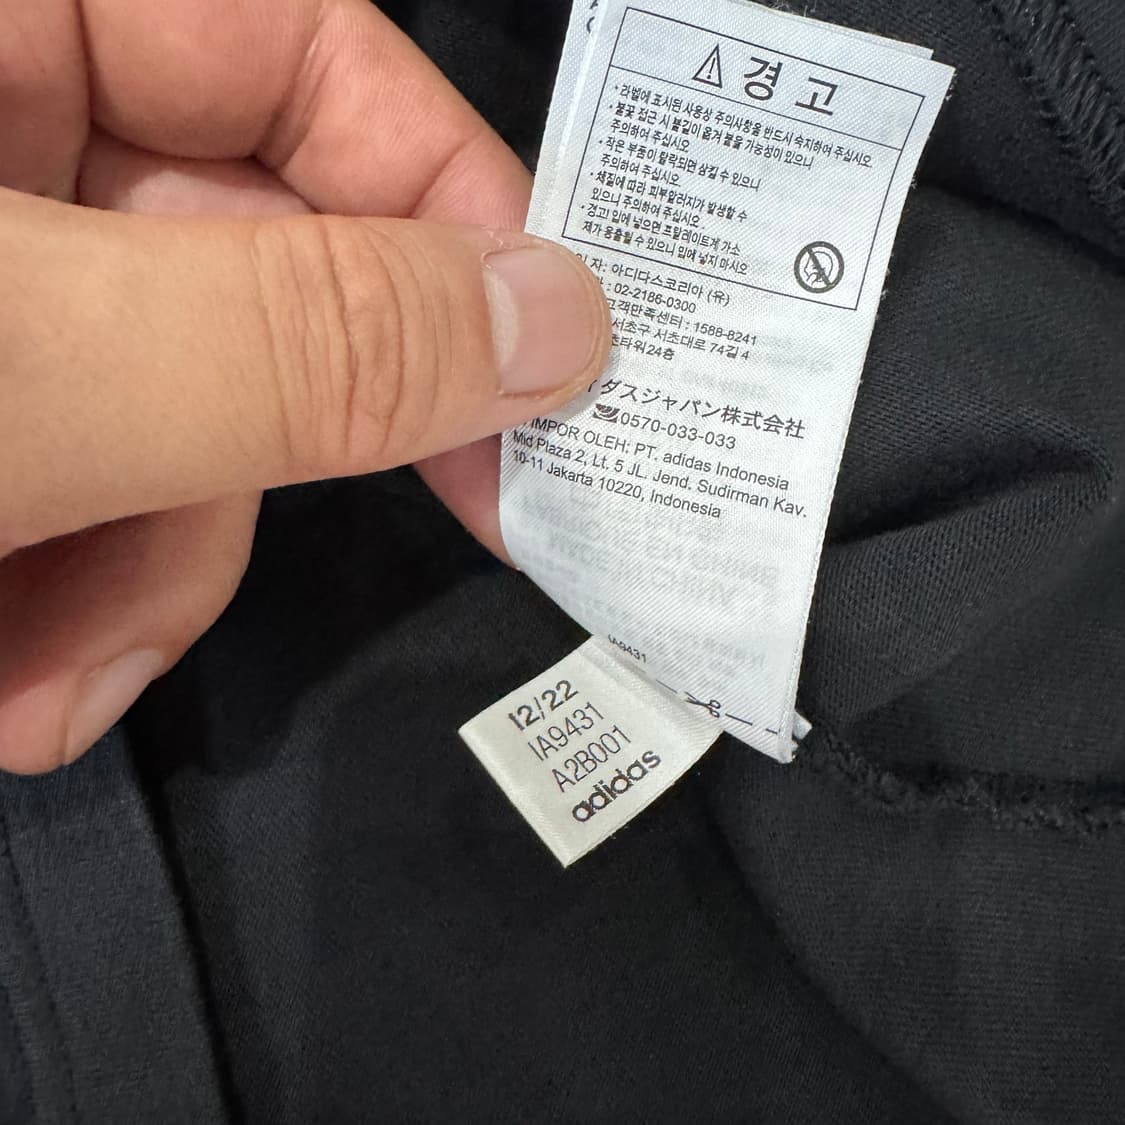 경고
• 라벨에 표시된 사용상 주의사항을 반드시 숙지하여 주십시오
• 불꽃 접근 시 불길이 옮겨 붙을 가능성이 있으니
주의하여 주십시오
• 작은 부품이 탈락되면 삼킬 수 있으니
주의하여 주십시오.
• 체질에 따라 피부알러지가 발생할 수
있으니 주의하여 주십시오.
• 경고! 입에 넣으면 프탈레이트계 가소
제가 용출될 수 있으니 입에 넣지 마시오
자: 아디다스코리아 (유)
: 02-2186-0300
고객만족센터 : 1588-8241
서초구 서초대로 74길 4
타워24층
ダスジャパン株式会社
0570-033-033
IMPOR OLEH: PT. adidas Indonesia
Mid Plaza 2, Lt. 5 JL. Jend. Sudirman Kav.
10-11 Jakarta 10220, Indonesia
IA9431
12/22
IA9431
A2B001
adidas